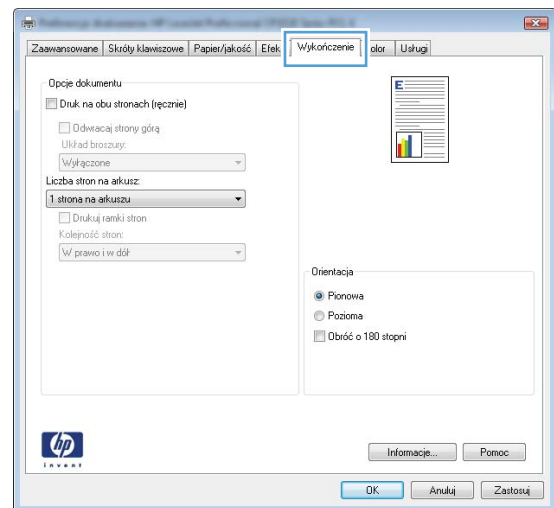 Zaawansowane Skróty klawiszowe Papier/jakość Efek Wykończenie olor Usługi
Opcje dokumentu
Druk na obu stronach (ręcznie)
Odwracaj strony górą
Układ broszury:
Wyłączone
Liczba stron na arkusz:
1 strona na arkuszu
Drukuj ramki stron
Kolejność stron:
W prawo i w dół
E
Orientacja
Pionowa
Pozioma
Obróć o 180 stopni
hp
invent
Informacje... Pomoc
OK Anuluj Zastosuj